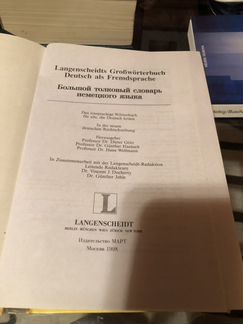 Langenscheidts Großwörterbuch
Deutsch als Fremdsprache
Большой толковый словарь
немецкого языка
Das einsprachige Wörterbuch
für alle, die Deutsch lernen
In der neuen
deutschen Rechtschreibung
Herausgeber
Professor Dr. Dieter Götz
Professor Dr. Günther Haensch
Professor Dr. Hans Wellmann
In Zusammenarbeit mit der Langenscheidt-Redaktion
Leitende Redakteure
Dr. Vincent J. Docherty
Dr. Günther Jehle
L
LANGENSCHEIDT
BERLIN MÜNCHEN WIEN ZÜRICH NEW YORK
Издательство МАРТ
Москва 1998